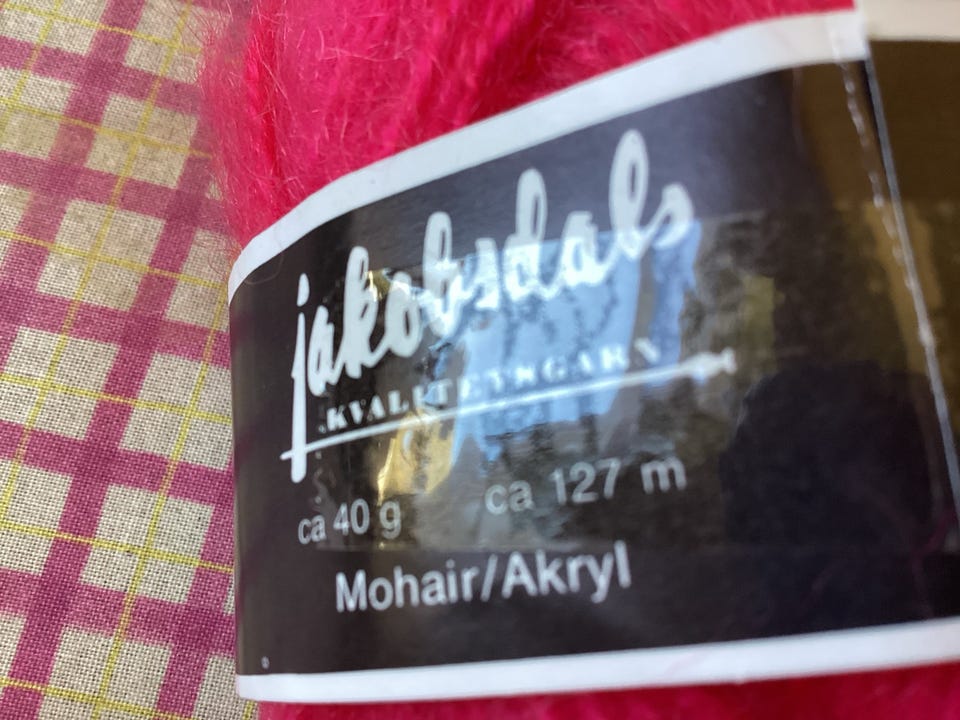 jakobsdals
KVALITETSGARN
ca 40 g ca 127 m
Mohair/Akryl